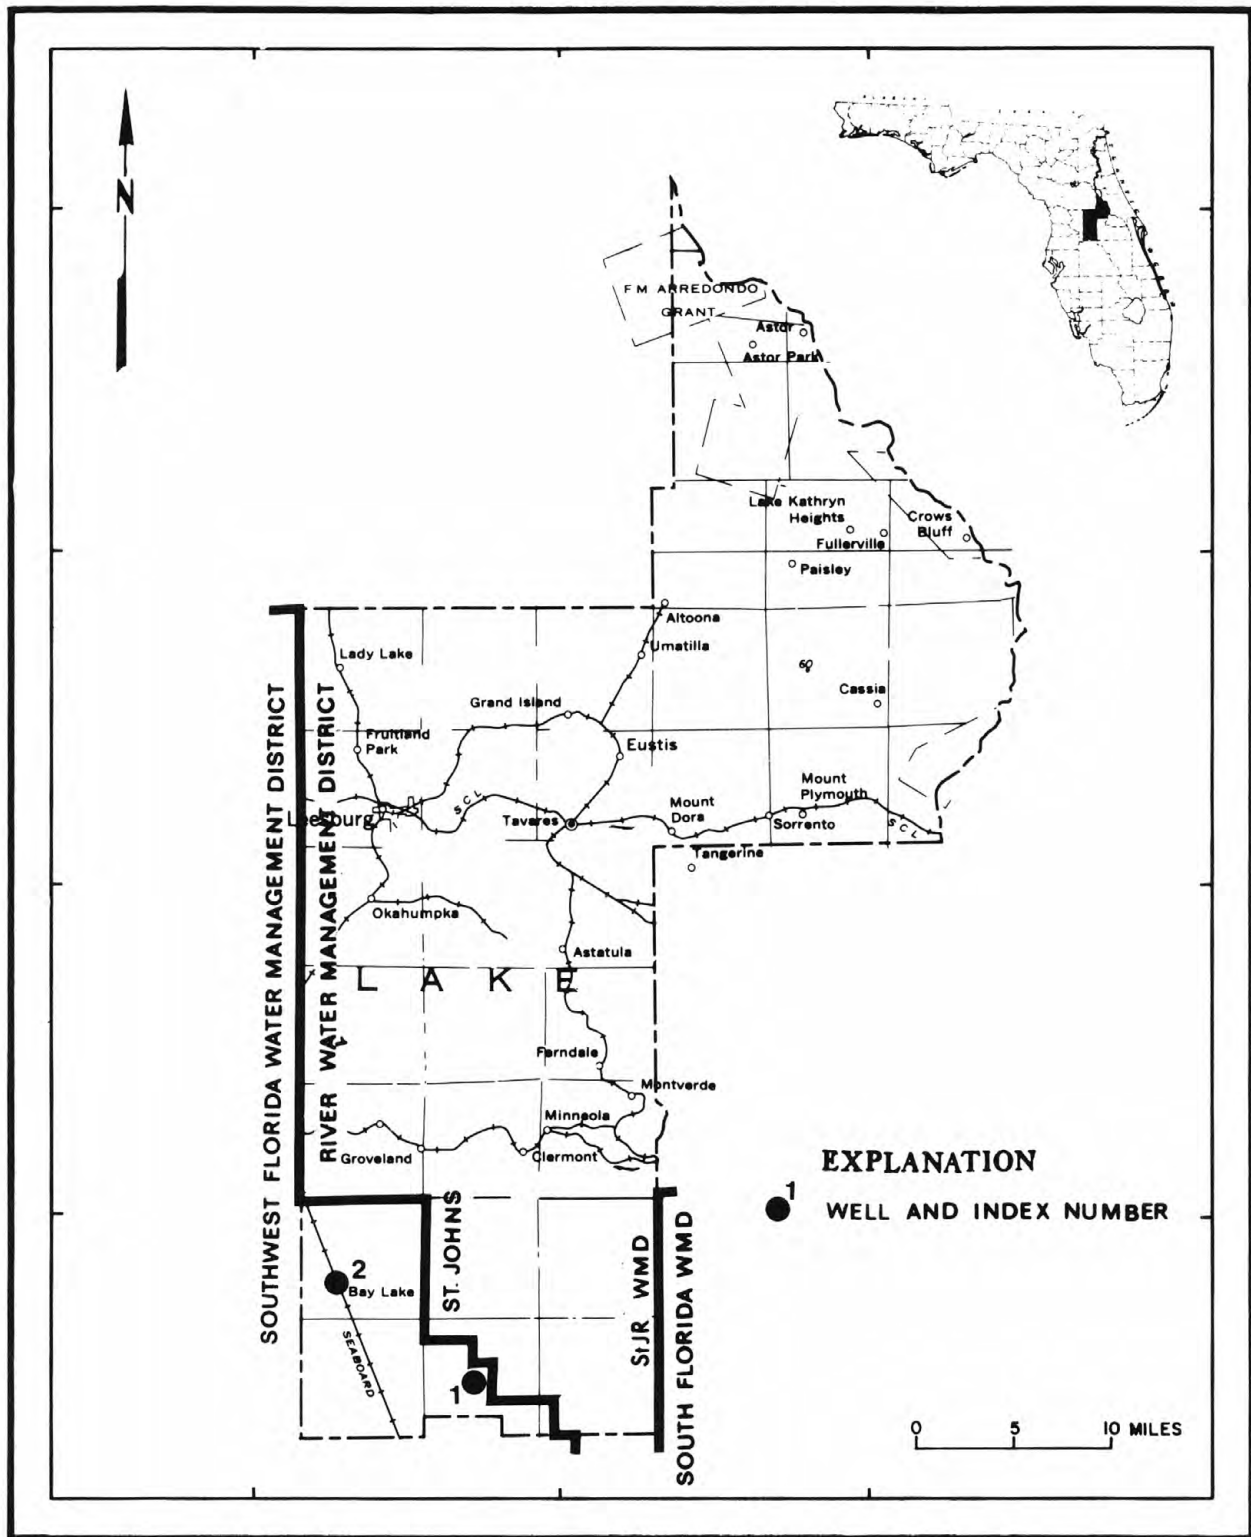 N
F M ARREDONDO
GRANT
Astor
Astor Park
Lake Kathryn
Heights
Crows
Bluff
Fullerville
Paisley
Altoona
Umatilla
Lady Lake
Cassia
Grand Island
Fruitland
Park
Eustis
Mount
Plymouth
Mount
Dora
Leesburg
SCL
Tavares
Sorrento
SCL
Tangerine
Okahumpka
Astatula
LAKE
Ferndale
Montverde
Minneola
Groveland
Clermont
SOUTHWEST FLORIDA WATER MANAGEMENT DISTRICT
RIVER WATER MANAGEMENT DISTRICT
ST. JOHNS
StJR WMD
SOUTH FLORIDA WMD
2
Bay Lake
SEABOARD
1
EXPLANATION
1
WELL AND INDEX NUMBER
0 5 10 MILES